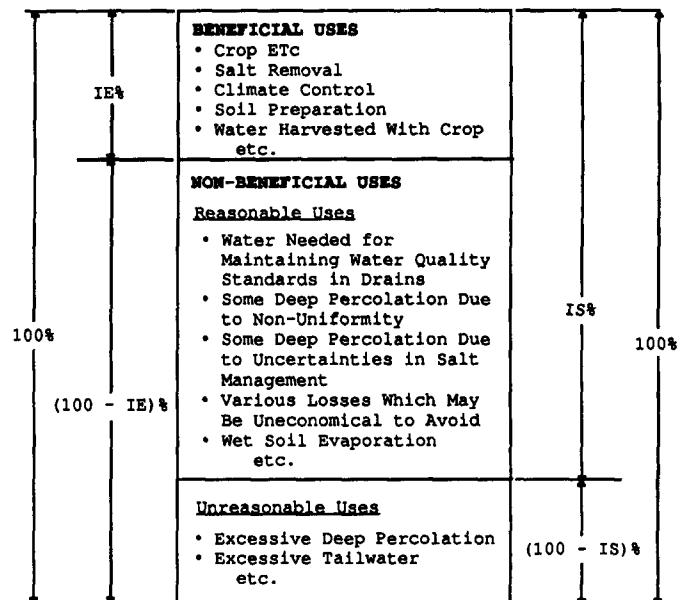 BENEFICIAL USES
• Crop ETc
• Salt Removal
• Climate Control
• Soil Preparation
• Water Harvested With Crop
etc.
NON-BENEFICIAL USES
Reasonable Uses
• Water Needed for
Maintaining Water Quality
Standards in Drains
• Some Deep Percolation Due
to Non-Uniformity
• Some Deep Percolation Due
to Uncertainties in Salt
Management
• Various Losses Which May
Be Uneconomical to Avoid
• Wet Soil Evaporation
etc.
Unreasonable Uses
• Excessive Deep Percolation
• Excessive Tailwater
etc.
IE%
100%
(100 - IE)%
IS%
100%
(100 - IS)%